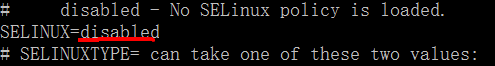 #     disabled - No SELinux policy is loaded.
SELINUX=disabled
# SELINUXTYPE= can take one of these two values: